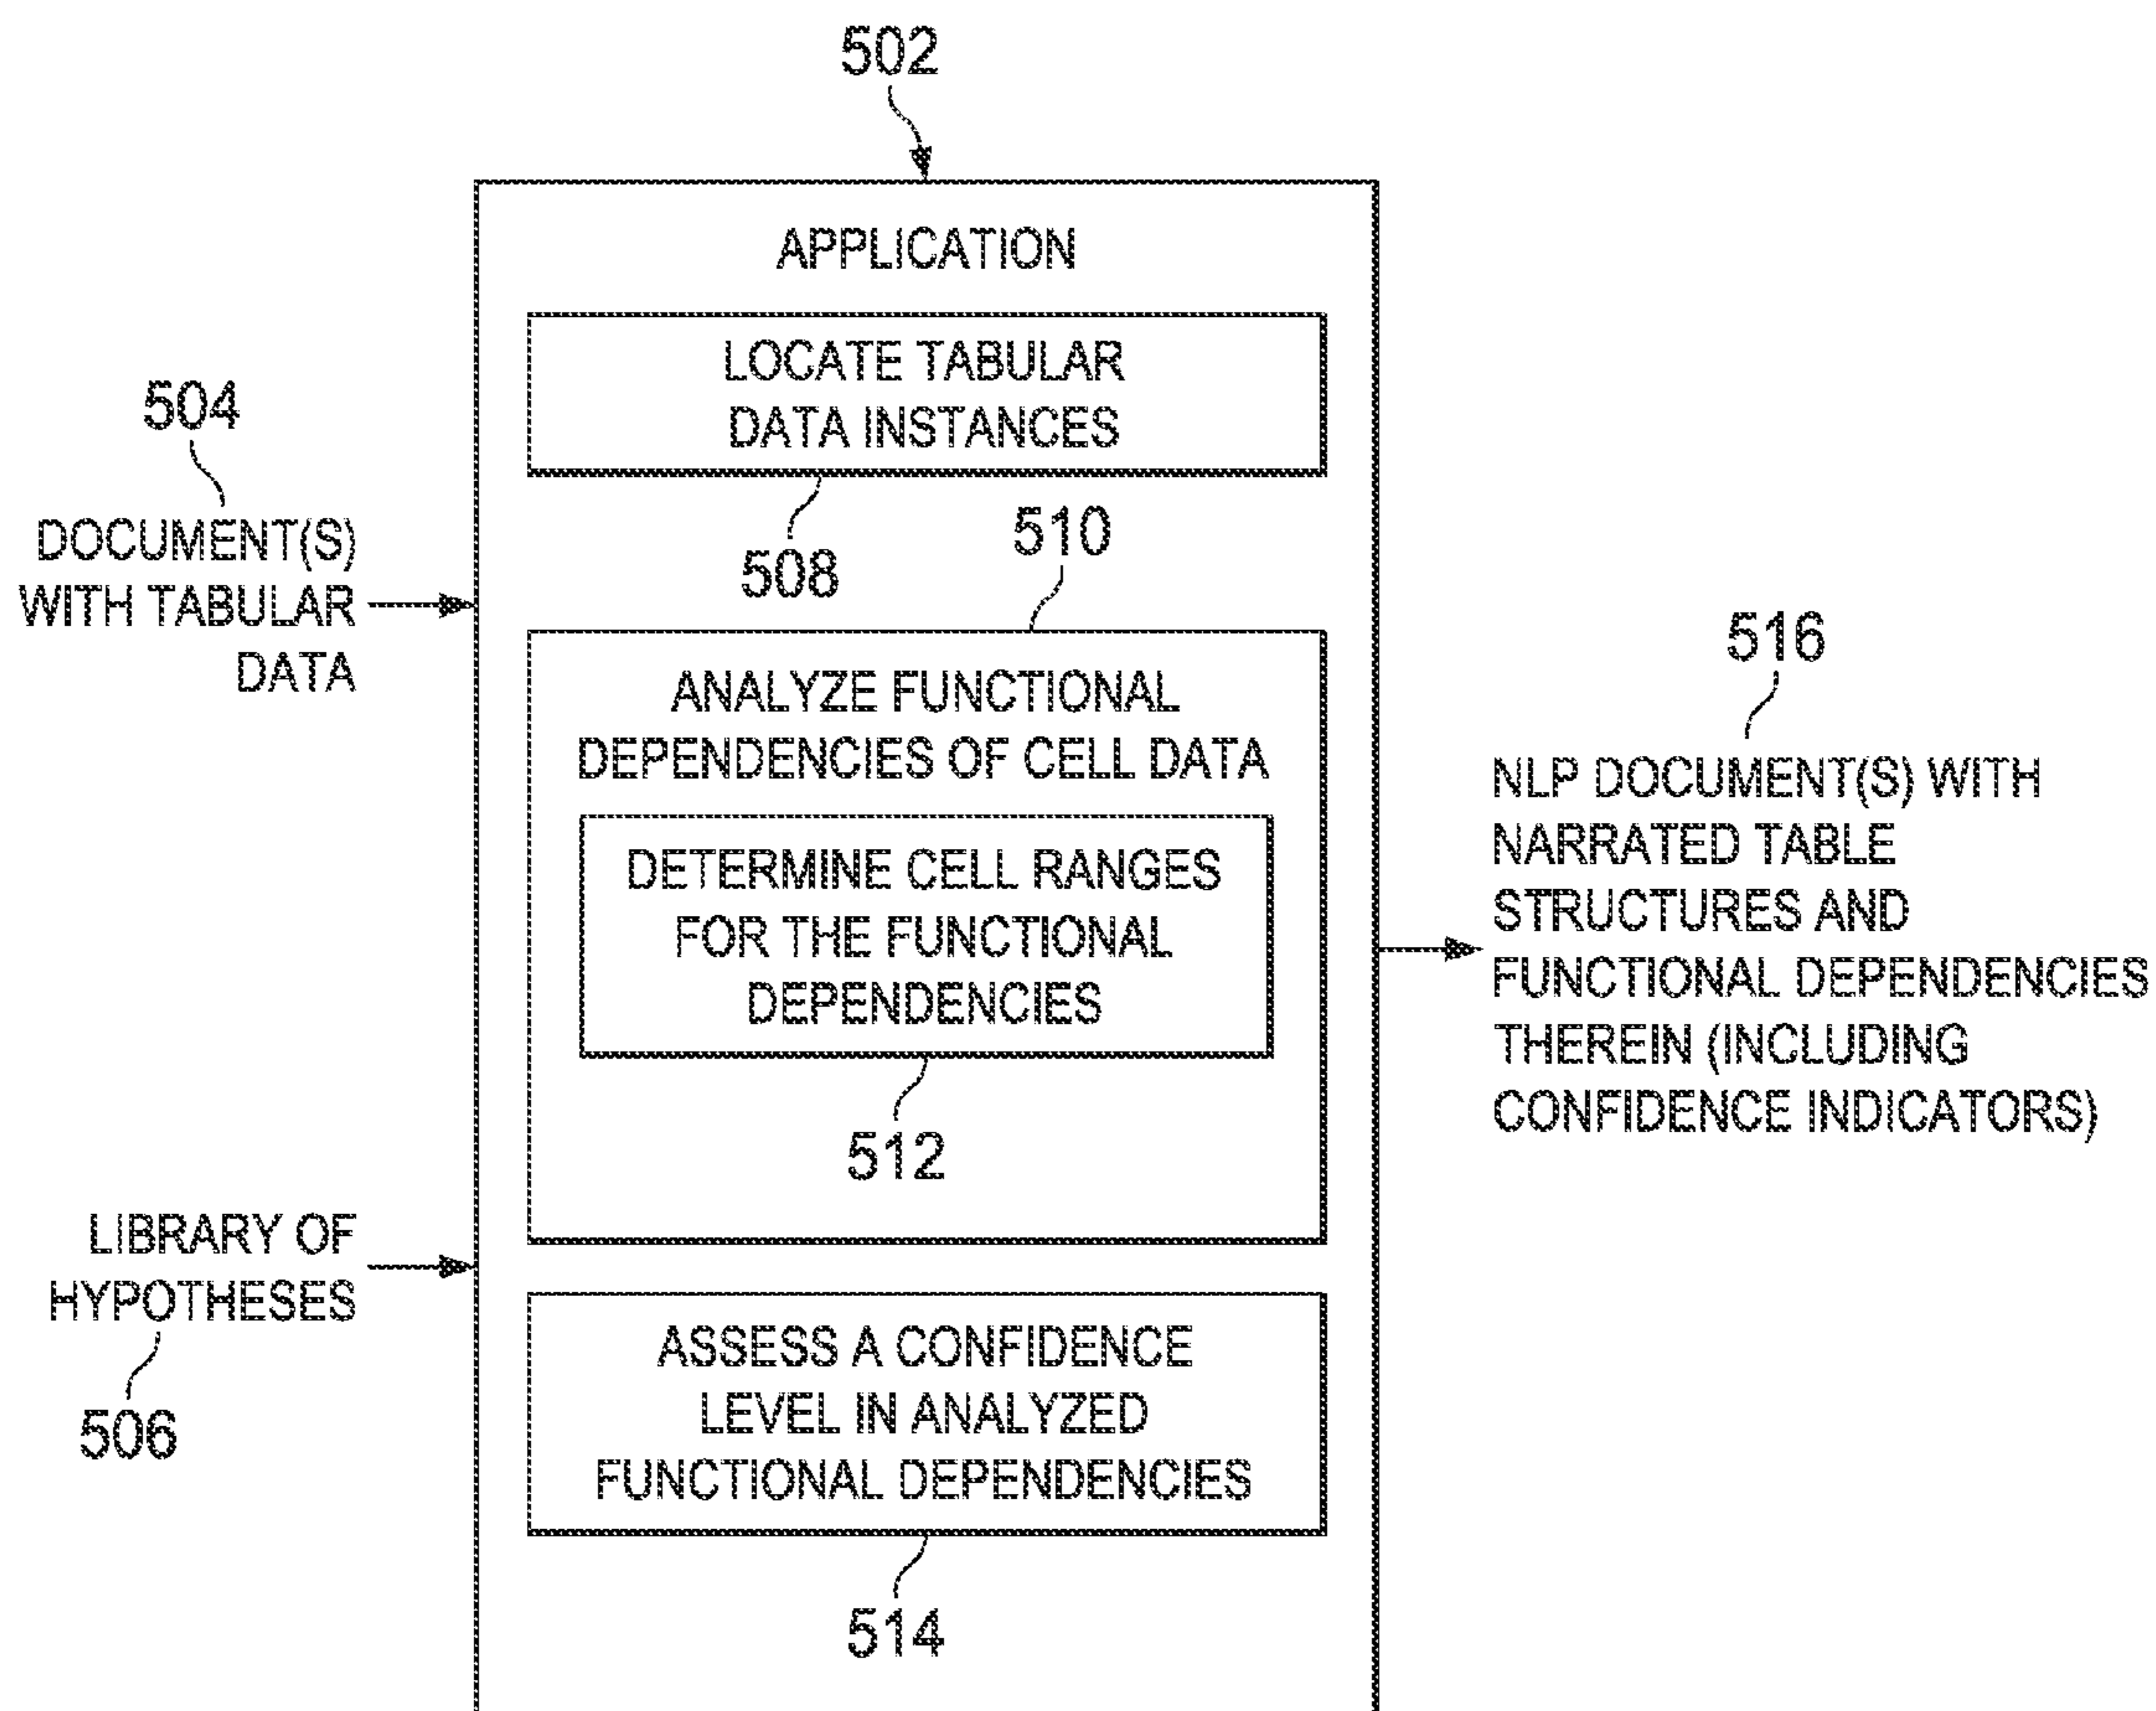 502
APPLICATION
LOCATE TABULAR
DATA INSTANCES
508
504
DOCUMENT(S)
WITH TABULAR
DATA
510
ANALYZE FUNCTIONAL
DEPENDENCIES OF CELL DATA
DETERMINE CELL RANGES
FOR THE FUNCTIONAL
DEPENDENCIES
512
LIBRARY OF
HYPOTHESES
506
ASSESS A CONFIDENCE
LEVEL IN ANALYZED
FUNCTIONAL DEPENDENCIES
514
516
NLP DOCUMENT(S) WITH
NARRATED TABLE
STRUCTURES AND
FUNCTIONAL DEPENDENCIES
THEREIN (INCLUDING
CONFIDENCE INDICATORS)